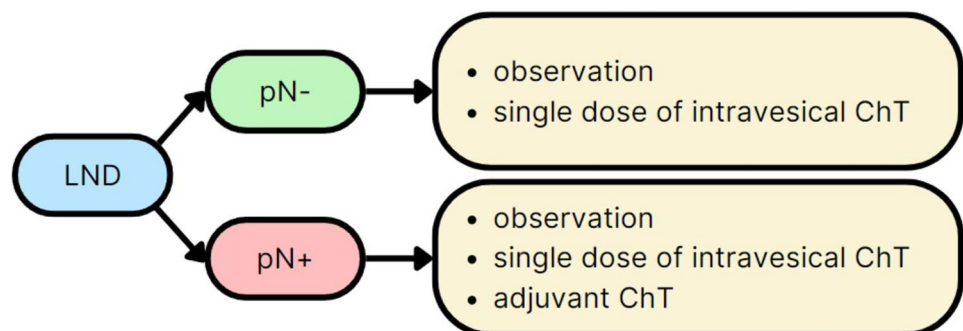 LND
pN-
• observation
• single dose of intravesical ChT
pN+
• observation
• single dose of intravesical ChT
• adjuvant ChT